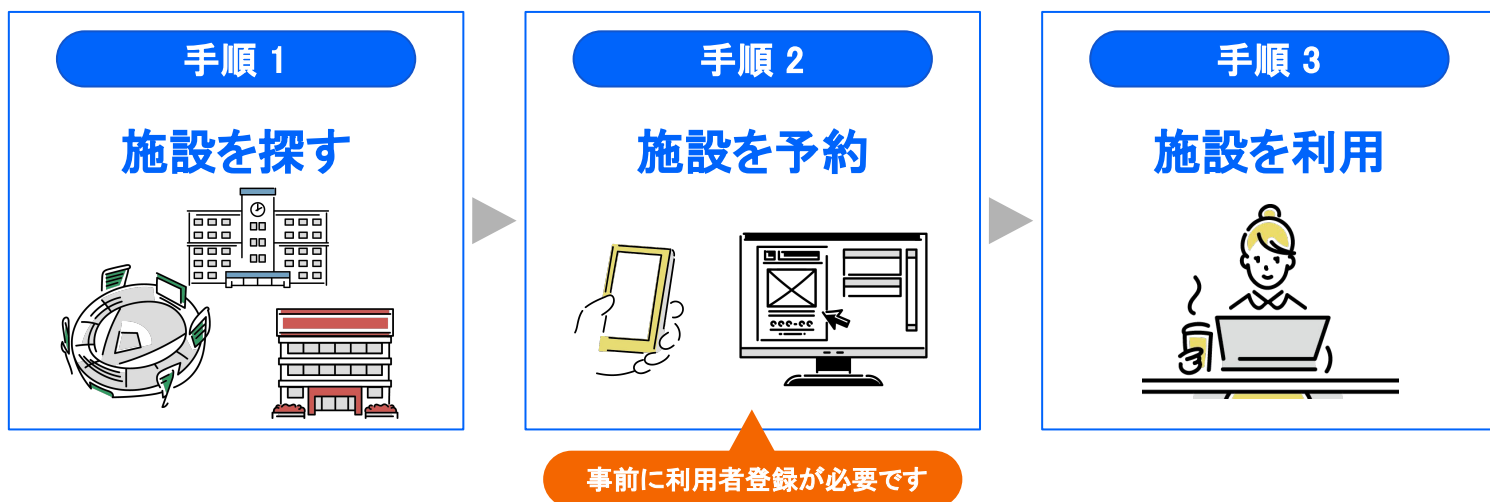 手順 1
施設を探す
手順 2
施設を予約
事前に利用者登録が必要です
手順 3
施設を利用